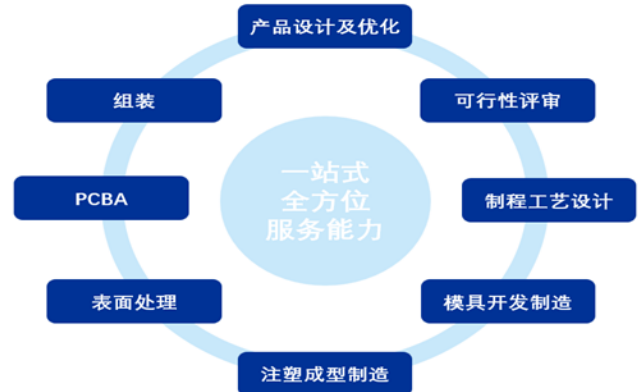 产品设计及优化
组装
可行性评审
一站式
全方位
服务能力
PCBA
制程工艺设计
表面处理
模具开发制造
注塑成型制造